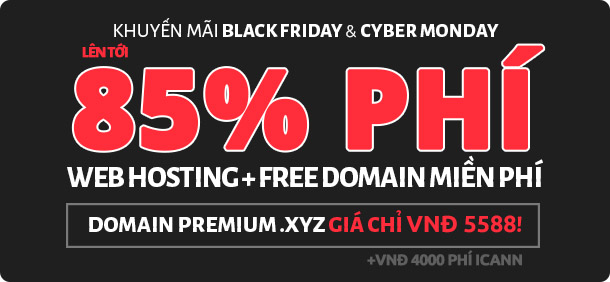 KHUYẾN MÃI BLACK FRIDAY & CYBER MONDAY
LÊN TỚI
85% PHÍ
WEB HOSTING + FREE DOMAIN MIỀN PHÍ
DOMAIN PREMIUM .XYZ GIÁ CHỈ VNĐ 5588!
+VNĐ 4000 PHÍ ICANN